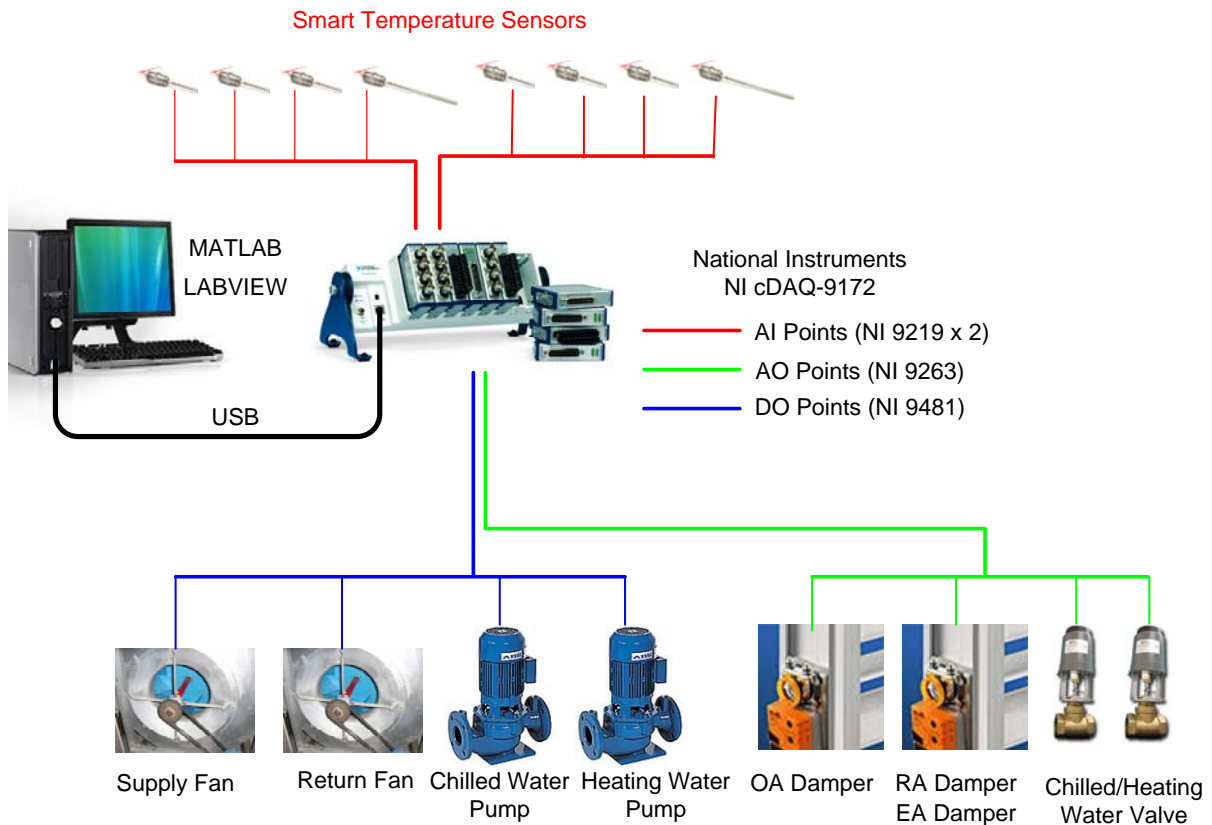 Smart Temperature Sensors
MATLAB
LABVIEW
National Instruments
NI cDAQ-9172
AI Points (NI 9219 x 2)
AO Points (NI 9263)
DO Points (NI 9481)
USB
Supply Fan
Return Fan
Chilled Water
Pump
Heating Water
Pump
OA Damper
RA Damper
EA Damper
Chilled/Heating
Water Valve